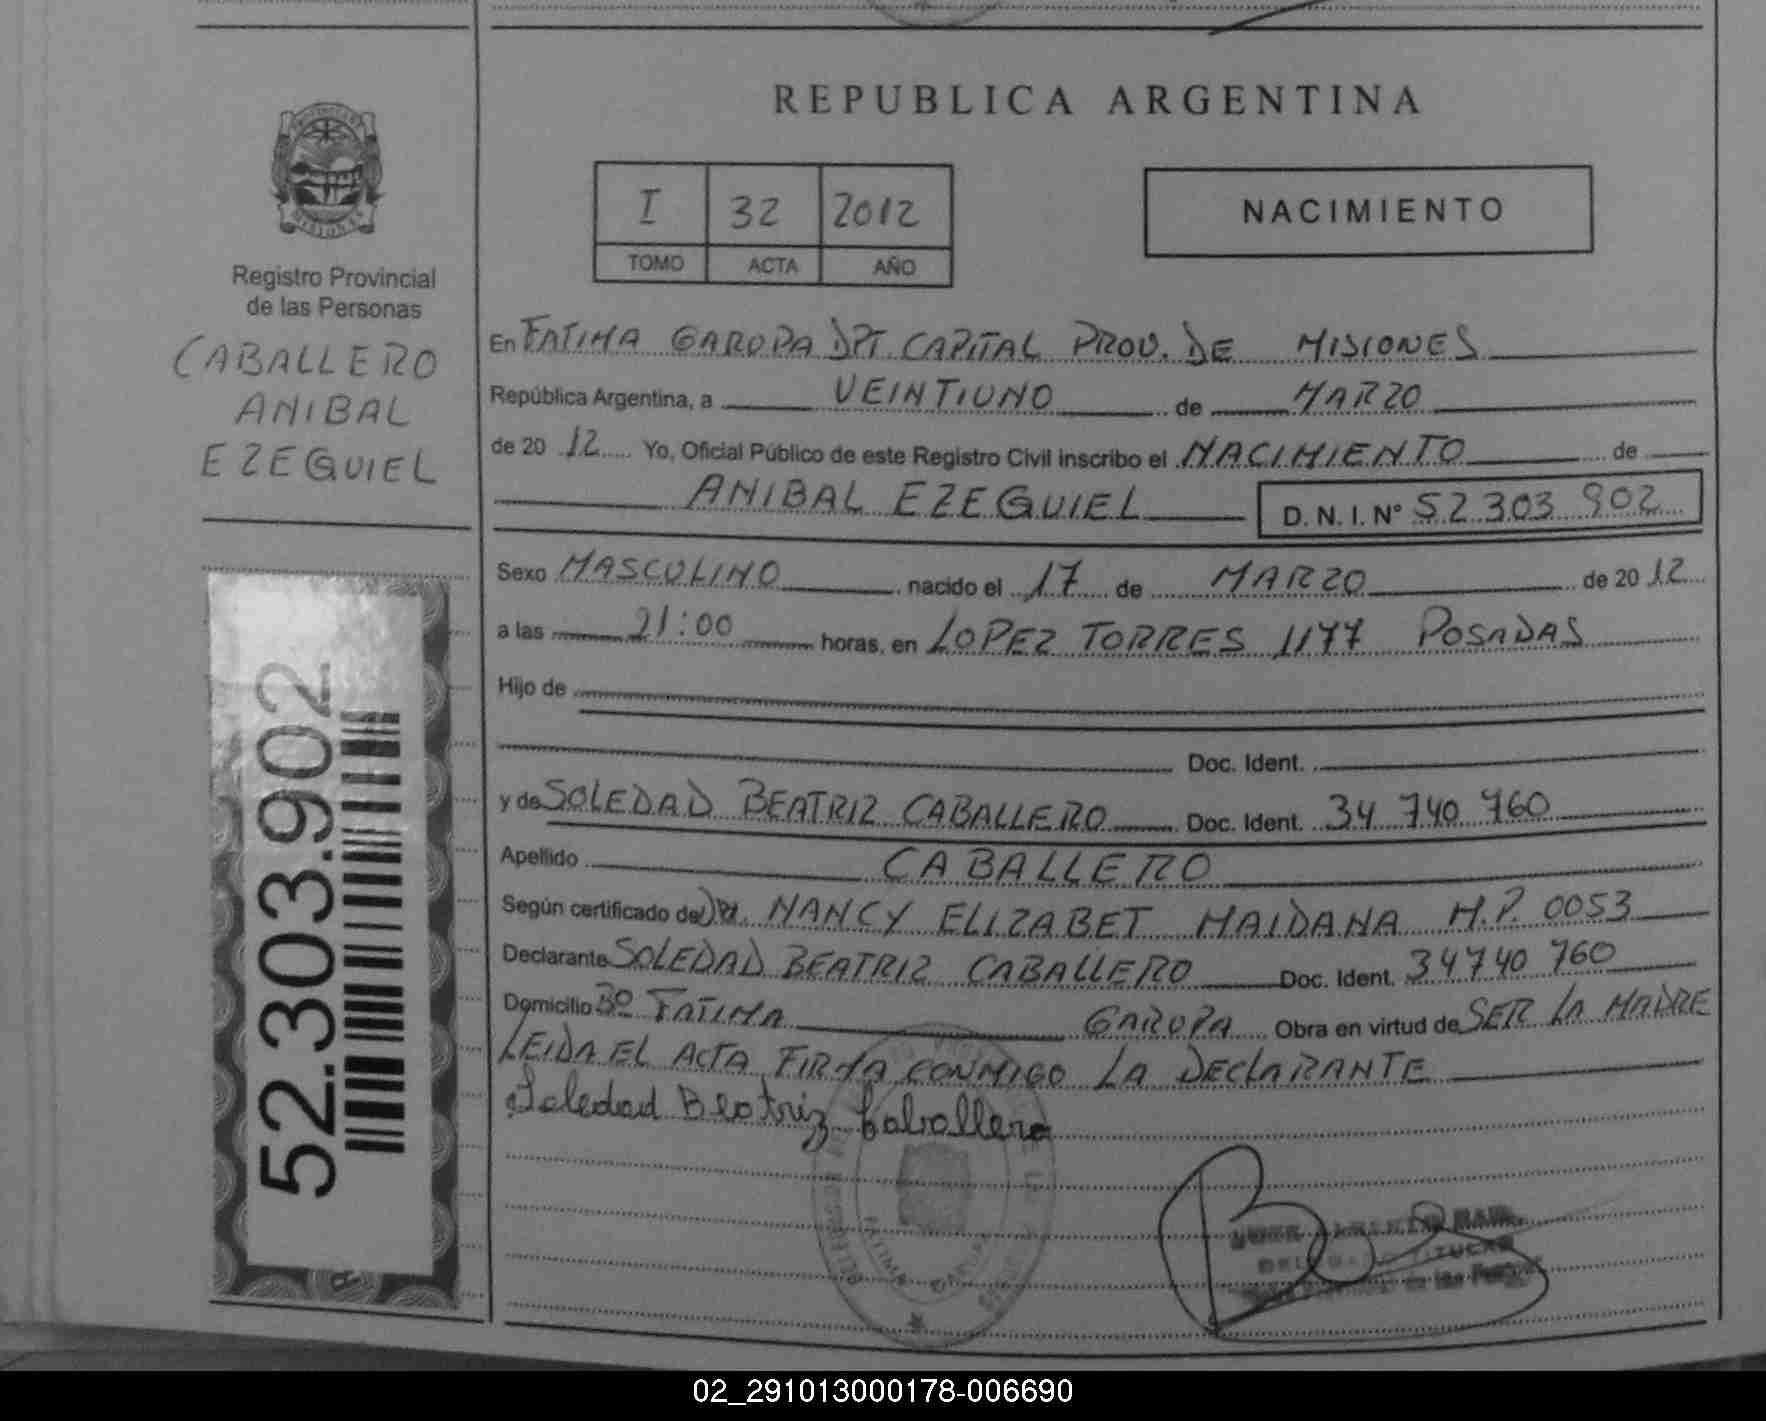 REPUBLICA ARGENTINA
I 32 2012
TOMO ACTA AÑO
NACIMIENTO
Registro Provincial
de las Personas
CABALLERO
ANIBAL
EZEQUIEL
52.303.902
En FATIMA GARUPA DPT. CAPITAL PROV. DE MISIONES
República Argentina, a VEINTIUNO de MARZO
de 20 12 Yo, Oficial Público de este Registro Civil inscribo el NACIMIENTO de
ANIBAL EZEQUIEL D. N. I. N° 52 303 902
Sexo MASCULINO nacido el 17 de MARZO de 20 12
a las 21:00 horas, en LOPEZ TORRES 1177 POSADAS
Hijo de
Doc. Ident.
y de SOLEDAD BEATRIZ CABALLERO Doc. Ident. 34 740 760
Apellido CABALLERO
Según certificado de DRA. NANCY ELIZABET MAIDANA M.P. 0053
Declarante SOLEDAD BEATRIZ CABALLERO Doc. Ident. 34740 760
Domicilio Bº FATIMA GARUPA Obra en virtud de SER LA MADRE
LEIDA EL ACTA FIRMA CONMIGO LA DECLARANTE
Soledad Beatriz Caballero
FATIMA GARUPA
02_291013000178-006690